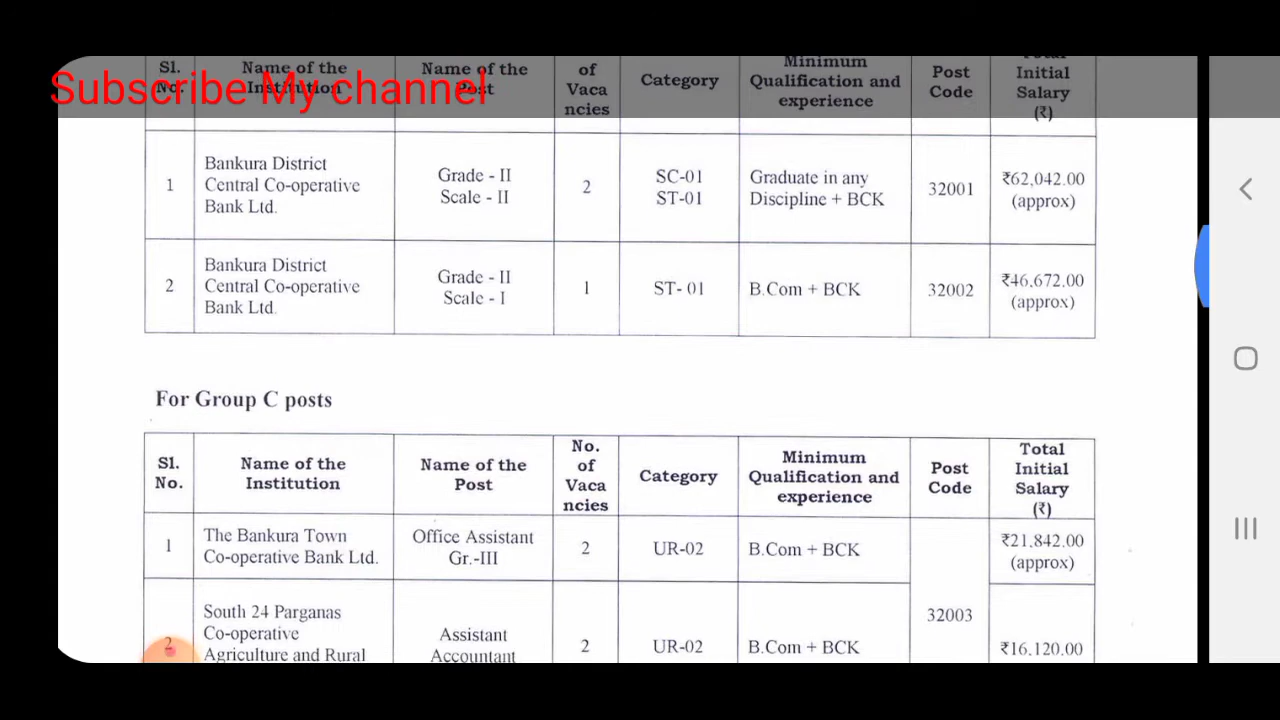 Subscribe My channel
Sl.
No.
Name of the
Institution
Name of the
Post
of
Vaca
ncies
Category
Minimum
Qualification and
experience
Post
Code
Total
Initial
Salary
(₹)
1
Bankura District
Central Co-operative
Bank Ltd.
Grade - II
Scale - II
2
SC-01
ST-01
Graduate in any
Discipline + BCK
32001
₹62,042.00
(approx)
2
Bankura District
Central Co-operative
Bank Ltd.
Grade - II
Scale - I
1
ST- 01
B.Com + BCK
32002
₹46,672.00
(approx)
For Group C posts
Sl.
No.
Name of the
Institution
Name of the
Post
No.
of
Vaca
ncies
Category
Minimum
Qualification and
experience
Post
Code
Total
Initial
Salary
(₹)
1
The Bankura Town
Co-operative Bank Ltd.
Office Assistant
Gr.-III
2
UR-02
B.Com + BCK
32003
₹21,842.00
(approx)
2
South 24 Parganas
Co-operative
Agriculture and Rural
Assistant
Accountant
2
UR-02
B.Com + BCK
₹16,120.00